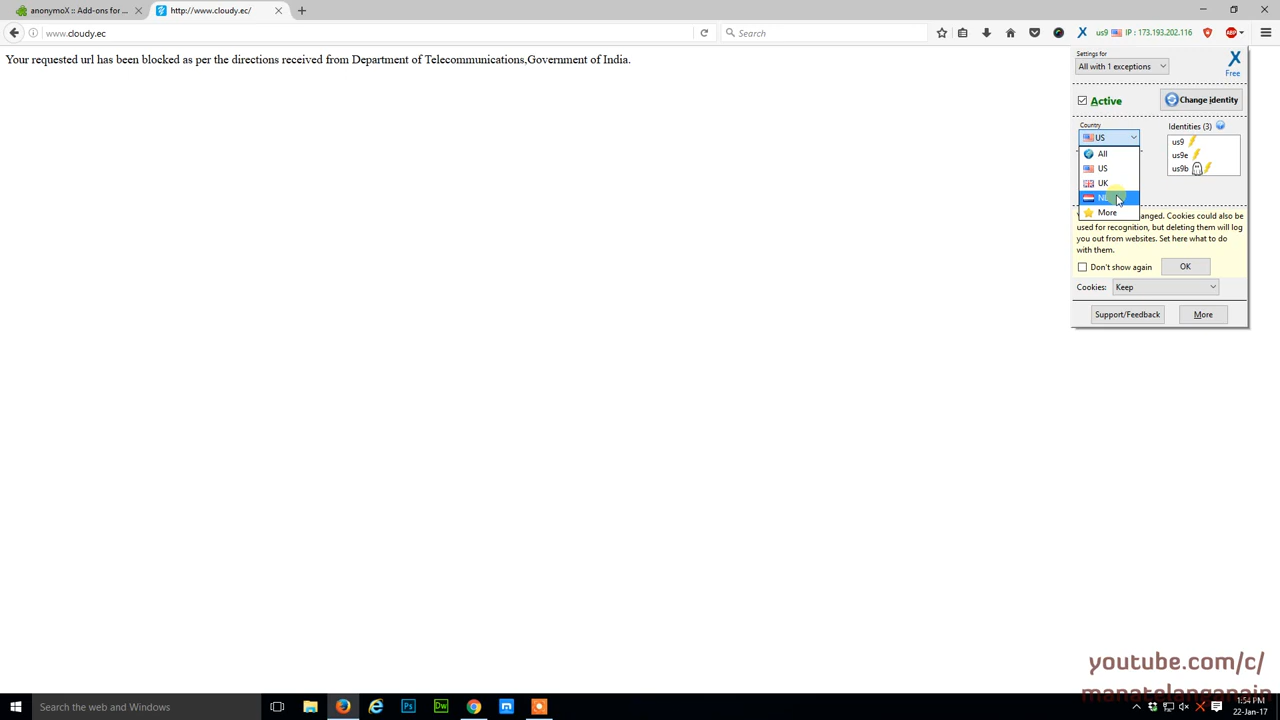 anonymoX :: Add-ons for ...
http://www.cloudy.ec/
www.cloudy.ec
Search
us9
IP : 173.193.202.116
ABP
Your requested url has been blocked as per the directions received from Department of Telecommunications,Government of India.
Settings for
All with 1 exceptions
X
Free
Active
Change identity
Country
Identities (3)
US
All
US
UK
NL
More
us9
us9e
us9b
anged. Cookies could also be
used for recognition, but deleting them will log
you out from websites. Set here what to do
with them.
Don't show again
OK
Cookies:
Keep
Support/Feedback
More
youtube.com/c/
Search the web and Windows
Ps
Dw
1:54 PM
22-Jan-17